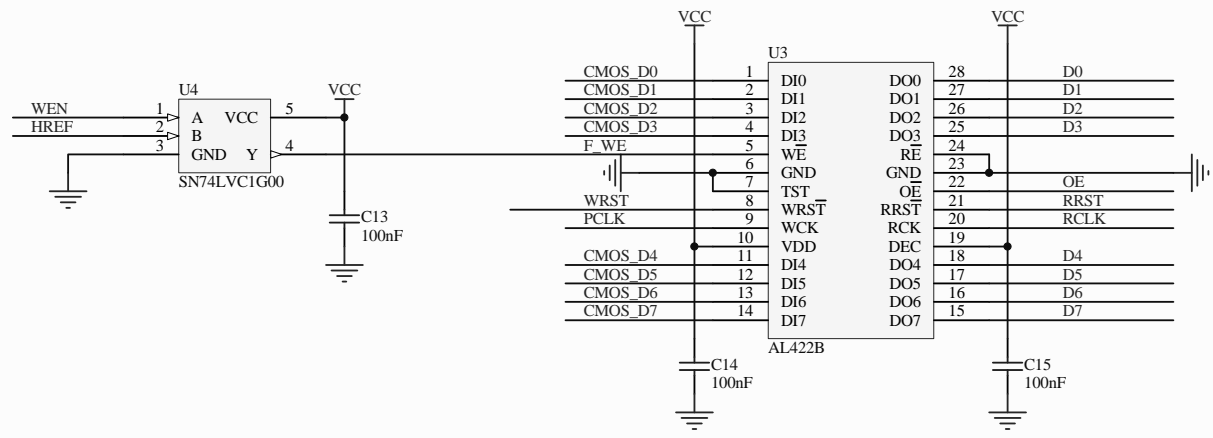 VCC
VCC
U3
CMOS_D0 1 DI0 DO0 28 D0
U4
VCC
CMOS_D1 2 DI1 DO1 27 D1
WEN 1 A VCC 5
CMOS_D2 3 DI2 DO2 26 D2
HREF 2 B
CMOS_D3 4 DI3 DO3 25 D3
3 GND Y 4
F_WE 5 WE RE 24
SN74LVC1G00
6 GND GND 23
7 TST OE 22 OE
WRST 8 WRST RRST 21 RRST
C13
PCLK 9 WCK RCK 20 RCLK
100nF
10 VDD DEC 19
CMOS_D4 11 DI4 DO4 18 D4
CMOS_D5 12 DI5 DO5 17 D5
CMOS_D6 13 DI6 DO6 16 D6
CMOS_D7 14 DI7 DO7 15 D7
AL422B
C14
100nF
C15
100nF